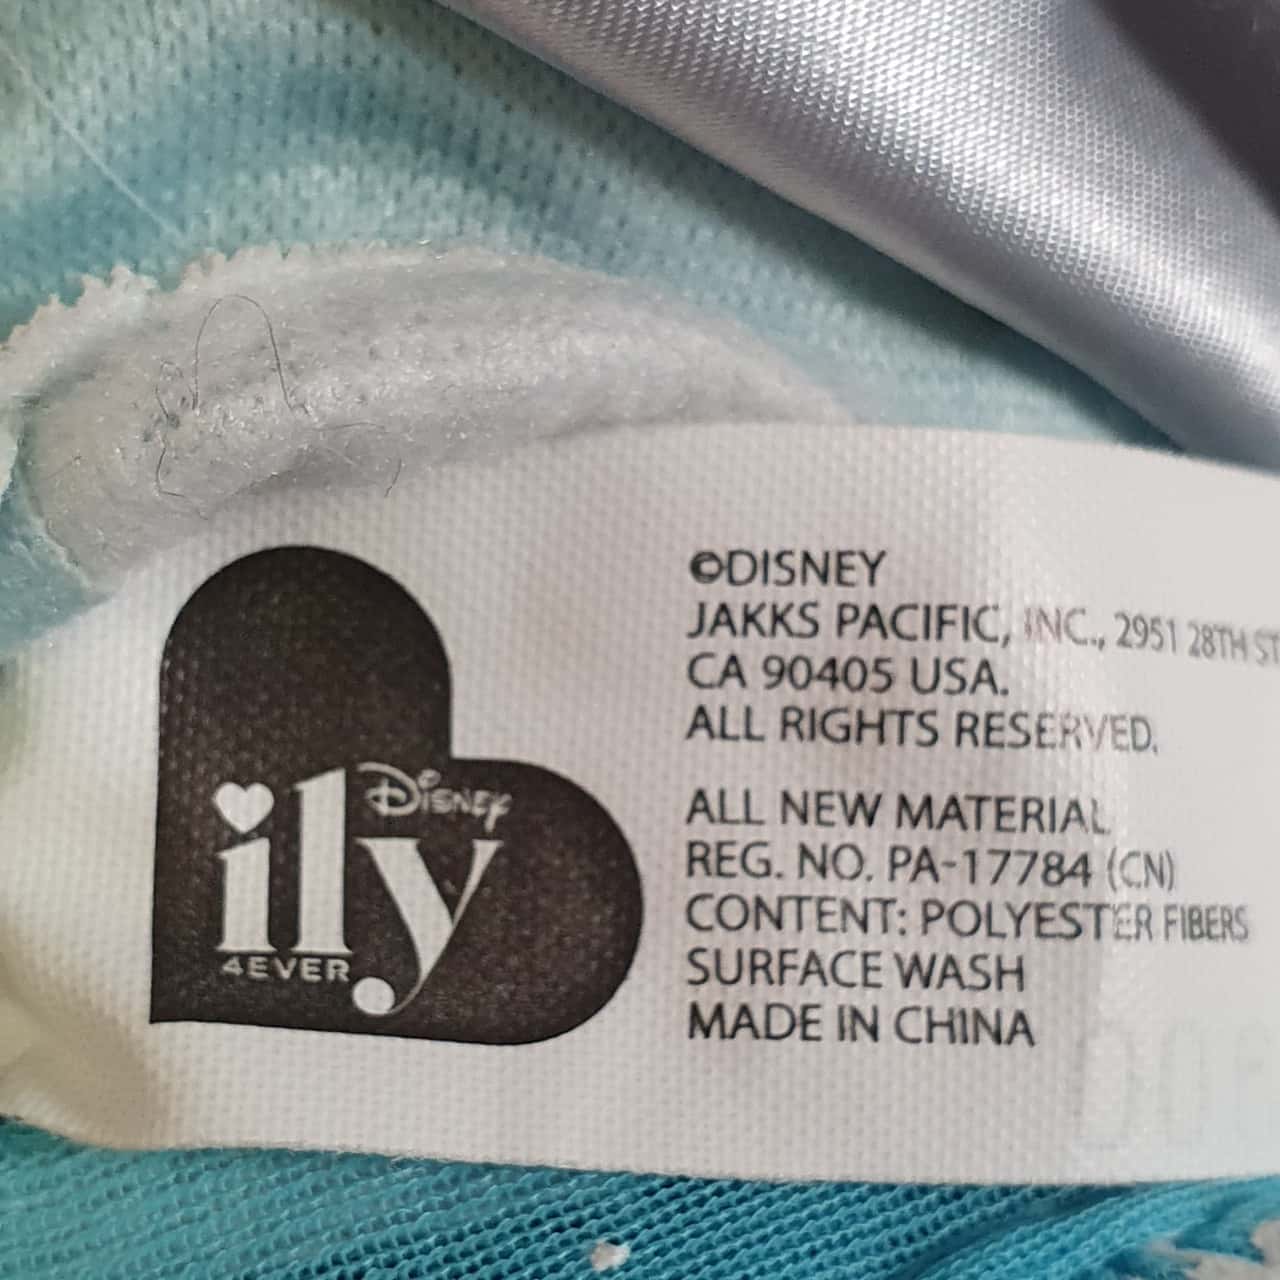 ©DISNEY
JAKKS PACIFIC, INC., 2951 28TH ST
CA 90405 USA.
ALL RIGHTS RESERVED.
ALL NEW MATERIAL
REG. NO. PA-17784 (CN)
CONTENT: POLYESTER FIBERS
SURFACE WASH
MADE IN CHINA
Disney
ily
4EVER